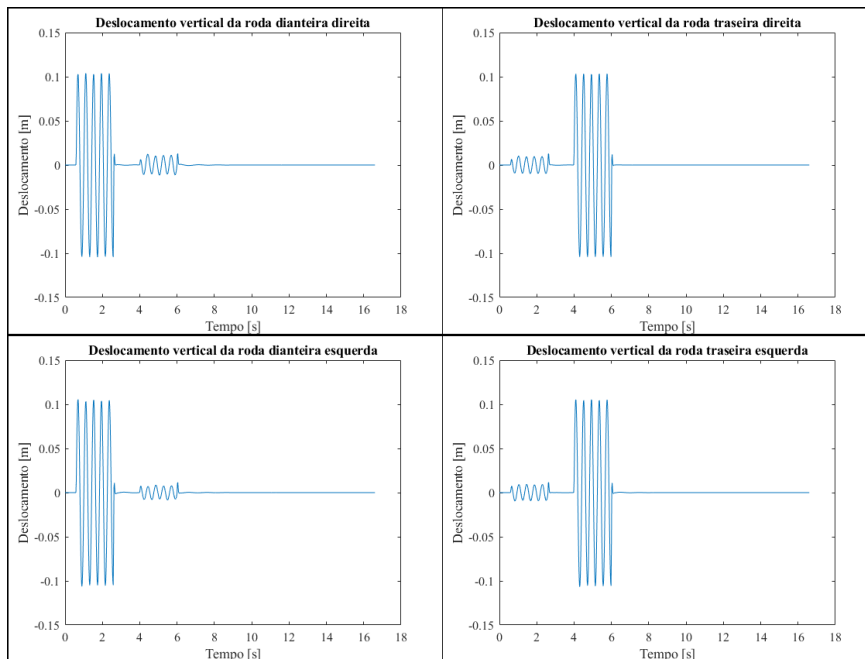 Deslocamento vertical da roda dianteira direita
0.15
0.1
0.05
0
-0.05
-0.1
-0.15
Deslocamento [m]
0 2 4 6 8 10 12 14 16 18
Tempo [s]
Deslocamento vertical da roda traseira direita
0.15
0.1
0.05
0
-0.05
-0.1
-0.15
Deslocamento [m]
0 2 4 6 8 10 12 14 16 18
Tempo [s]
Deslocamento vertical da roda dianteira esquerda
0.15
0.1
0.05
0
-0.05
-0.1
-0.15
Deslocamento [m]
0 2 4 6 8 10 12 14 16 18
Tempo [s]
Deslocamento vertical da roda traseira esquerda
0.15
0.1
0.05
0
-0.05
-0.1
-0.15
Deslocamento [m]
0 2 4 6 8 10 12 14 16 18
Tempo [s]